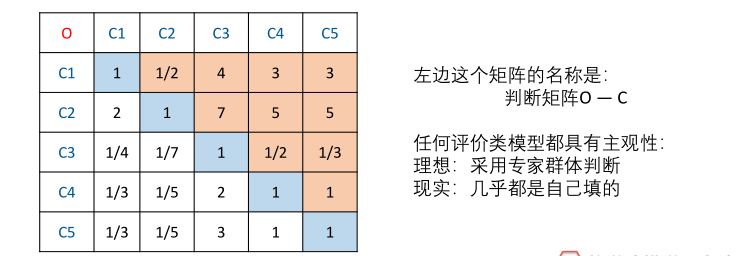 O C1 C2 C3 C4 C5
C1 1 1/2 4 3 3
C2 2 1 7 5 5
C3 1/4 1/7 1 1/2 1/3
C4 1/3 1/5 2 1 1
C5 1/3 1/5 3 1 1
左边这个矩阵的名称是：
判断矩阵O — C
任何评价类模型都具有主观性：
理想：采用专家群体判断
现实：几乎都是自己填的